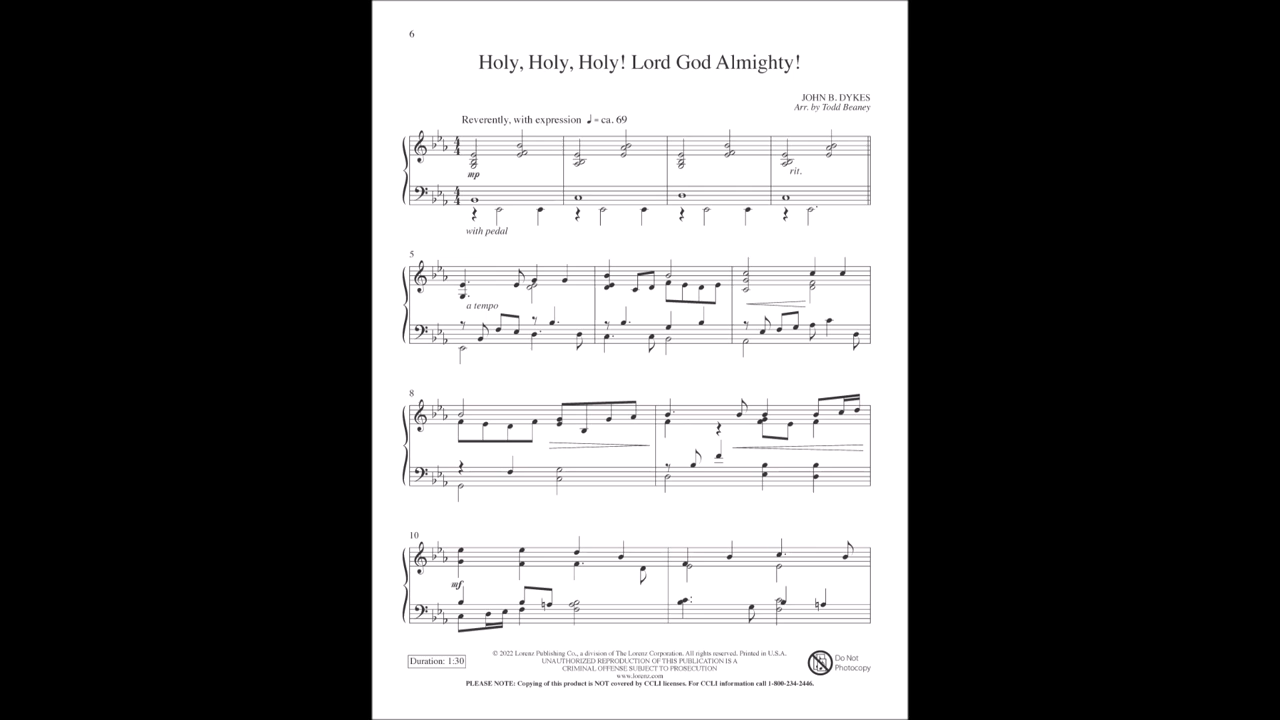 6
Holy, Holy, Holy! Lord God Almighty!
JOHN B. DYKES
Arr. by Todd Beaney
Reverently, with expression ♩ = ca. 69
mp
rit.
with pedal
5
a tempo
8
10
mf
Duration: 1:30
© 2022 Lorenz Publishing Co., a division of The Lorenz Corporation. All rights reserved. Printed in U.S.A.
UNAUTHORIZED REPRODUCTION OF THIS PUBLICATION IS A
CRIMINAL OFFENSE SUBJECT TO PROSECUTION
www.lorenz.com
PLEASE NOTE: Copying of this product is NOT covered by CCLI licenses. For CCLI information call 1-800-234-2446.
Do Not
Photocopy